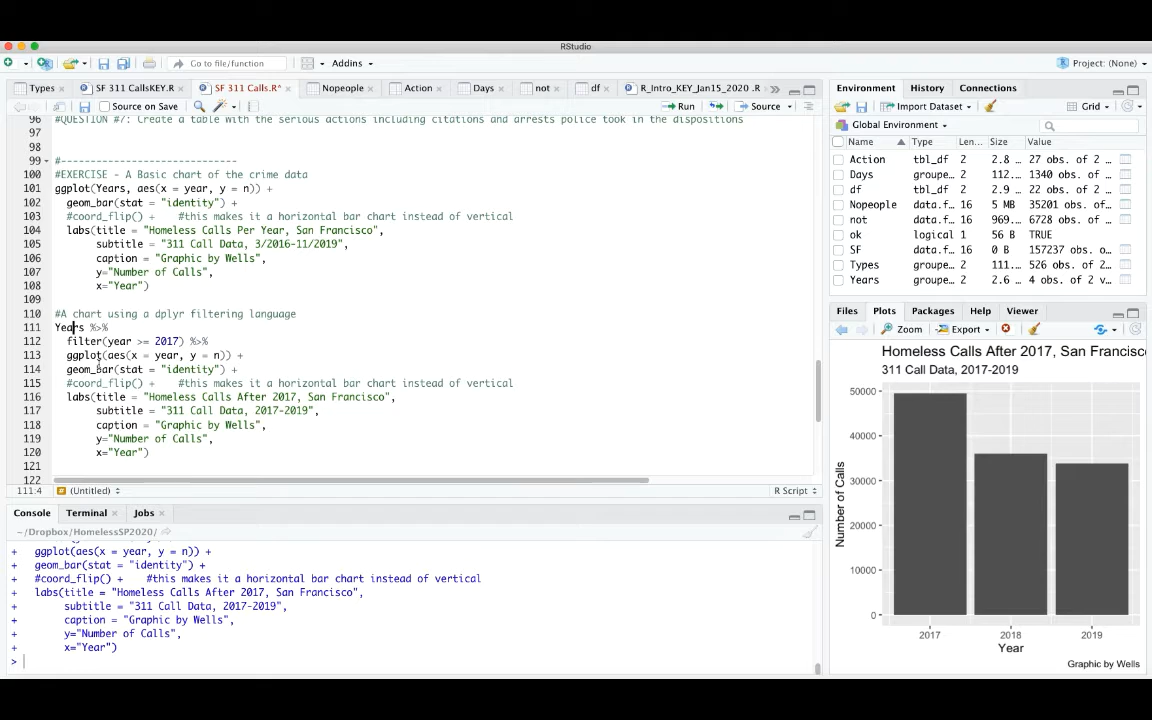 RStudio
Go to file/function
Addins
Project: (None)
Types
SF 311 CallsKEY.R
SF 311 Calls.R*
Nopeople
Action
Days
not
df
R_Intro_KEY_Jan15_2020 .R
Source on Save
Run
Source
96 #QUESTION #7: Create a table with the serious actions including citations and arrests police took in the dispositions
97
98
99 #------------------------------
100 #EXERCISE - A Basic chart of the crime data
101 ggplot(Years, aes(x = year, y = n)) +
102 geom_bar(stat = "identity") +
103 #coord_flip() + #this makes it a horizontal bar chart instead of vertical
104 labs(title = "Homeless Calls Per Year, San Francisco",
105 subtitle = "311 Call Data, 3/2016-11/2019",
106 caption = "Graphic by Wells",
107 y="Number of Calls",
108 x="Year")
109
110 #A chart using a dplyr filtering language
111 Years %>%
112 filter(year >= 2017) %>%
113 ggplot(aes(x = year, y = n)) +
114 geom_bar(stat = "identity") +
115 #coord_flip() + #this makes it a horizontal bar chart instead of vertical
116 labs(title = "Homeless Calls After 2017, San Francisco",
117 subtitle = "311 Call Data, 2017-2019",
118 caption = "Graphic by Wells",
119 y="Number of Calls",
120 x="Year")
121
122
111:4 (Untitled) R Script
Console Terminal Jobs
~/Dropbox/HomelessSP2020/
+ ggplot(aes(x = year, y = n)) +
+ geom_bar(stat = "identity") +
+ #coord_flip() + #this makes it a horizontal bar chart instead of vertical
+ labs(title = "Homeless Calls After 2017, San Francisco",
+ subtitle = "311 Call Data, 2017-2019",
+ caption = "Graphic by Wells",
+ y="Number of Calls",
+ x="Year")
>
Environment History Connections
Import Dataset
Grid
Global Environment
Name Type Len... Size Value
Action tbl_df 2 2.8 ... 27 obs. of 2 ...
Days groupe... 2 112... 1340 obs. of ...
df tbl_df 2 2.9 ... 22 obs. of 2 ...
Nopeople data.f... 16 5 MB 35201 obs. of...
not data.f... 16 969... 6728 obs. of ...
ok logical 1 56 B TRUE
SF data.f... 16 0 B 157237 obs. o...
Types groupe... 2 111... 526 obs. of 2...
Years groupe... 2 2.6 ... 4 obs. of 2 v...
Files Plots Packages Help Viewer
Zoom
Export
Homeless Calls After 2017, San Francisc
311 Call Data, 2017-2019
50000
40000
30000
20000
10000
0
Number of Calls
2017 2018 2019
Year
Graphic by Wells